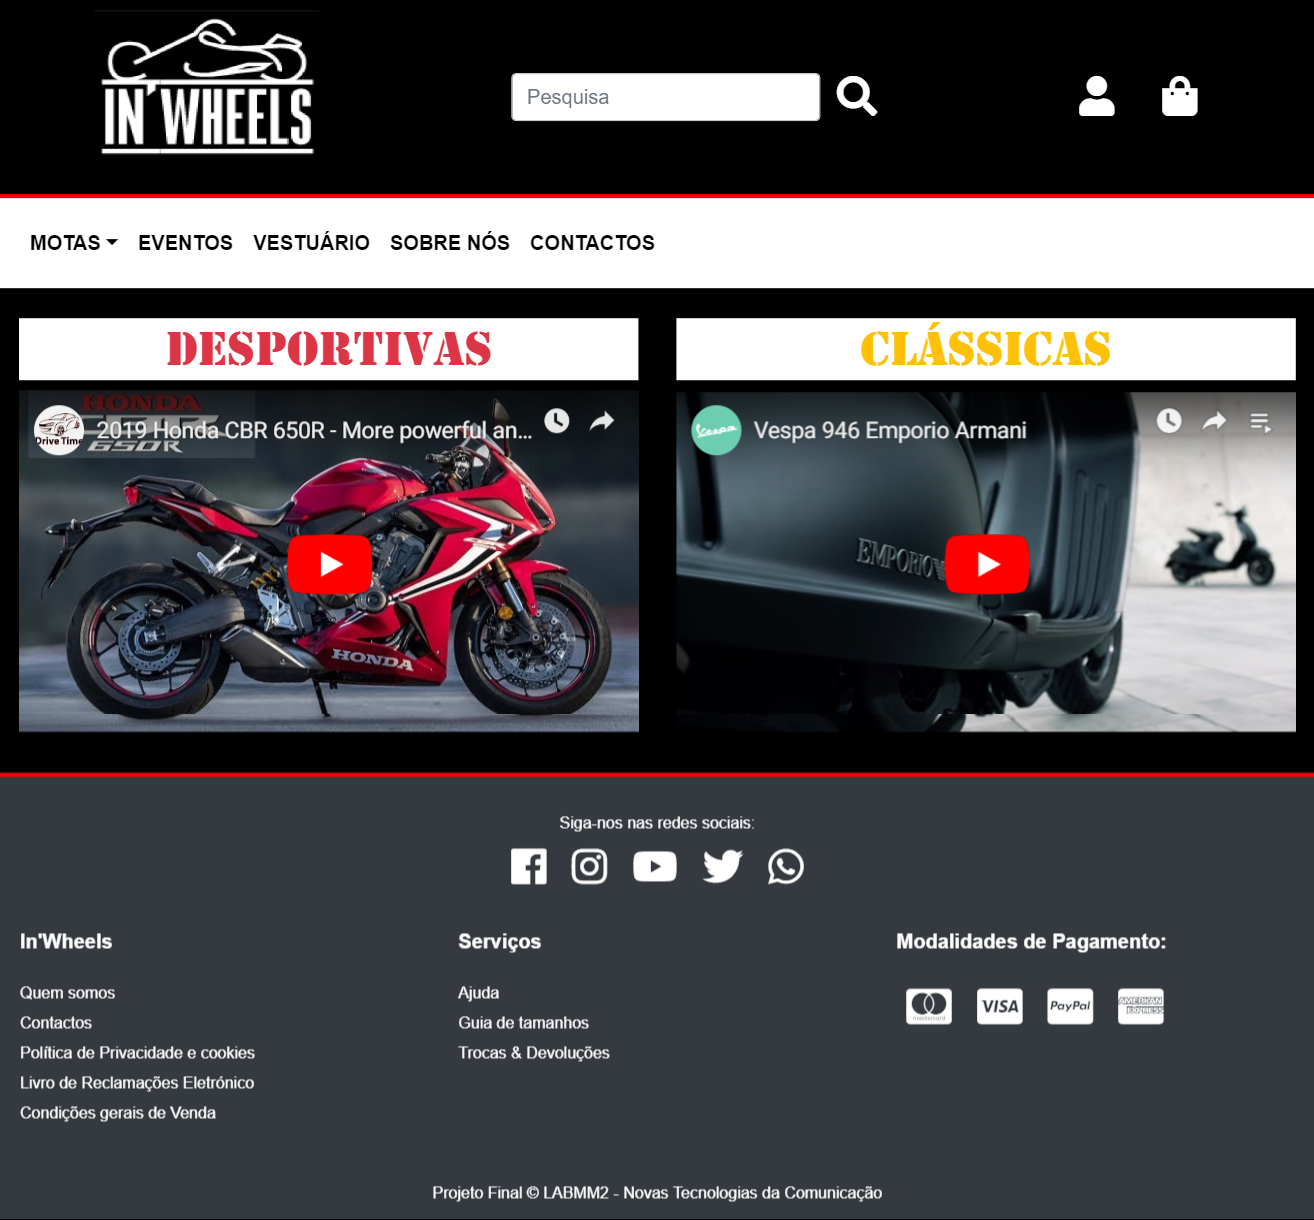 IN'WHEELS
Pesquisa
MOTAS EVENTOS VESTUÁRIO SOBRE NÓS CONTACTOS
DESPORTIVAS
HONDA
Drive Time
2019 Honda CBR 650R - More powerful an...
650R
HONDA
CLÁSSICAS
Vespa
Vespa 946 Emporio Armani
EMPORIO
Siga-nos nas redes sociais:
In'Wheels
Quem somos
Contactos
Política de Privacidade e cookies
Livro de Reclamações Eletrónico
Condições gerais de Venda
Serviços
Ajuda
Guia de tamanhos
Trocas & Devoluções
Modalidades de Pagamento:
mastercard VISA PayPal AMERICAN EXPRESS
Projeto Final © LABMM2 - Novas Tecnologias da Comunicação